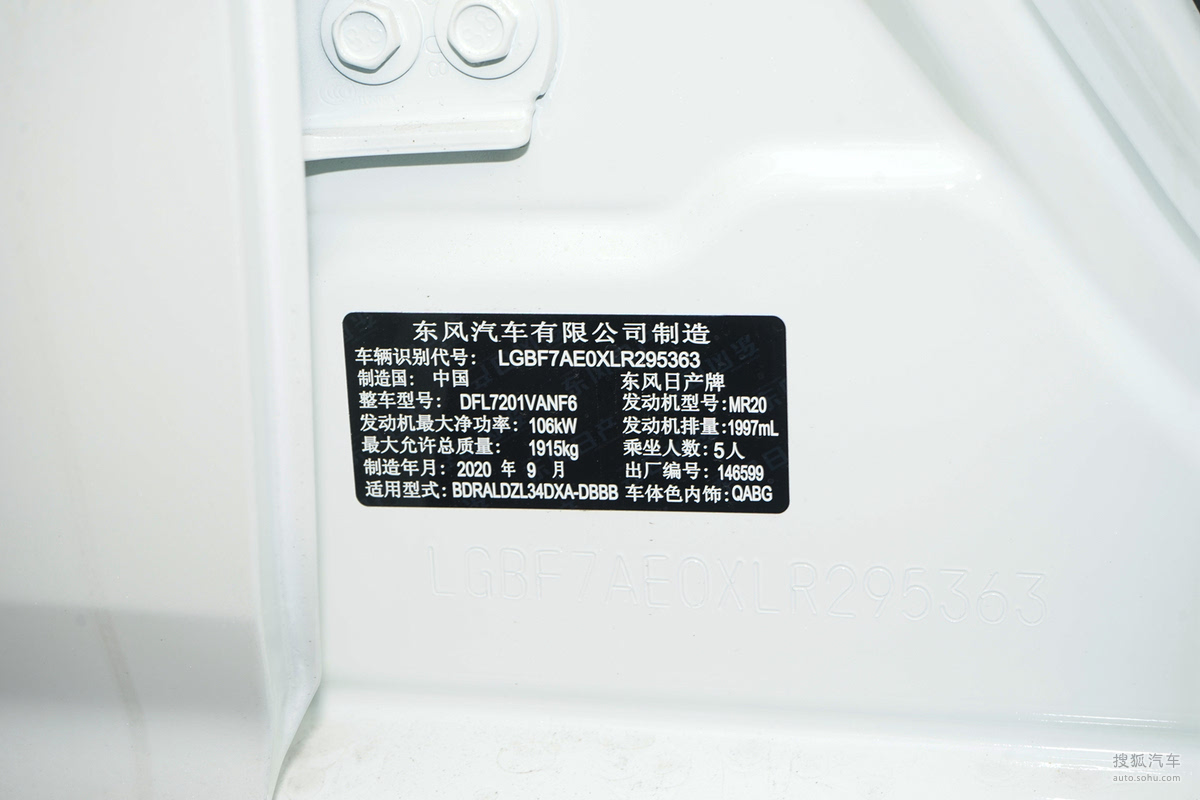 东风汽车有限公司制造
车辆识别代号： LGBF7AE0XLR295363
制造国： 中国 东风日产牌
整车型号： DFL7201VANF6 发动机型号:MR20
发动机最大净功率： 106kW 发动机排量:1997mL
最大允许总质量： 1915kg 乘坐人数：5人
制造年月：2020 年 9 月 出厂编号：146599
适用型式：BDRALDZL34DXA-DBBB 车体色内饰:QABG
LGBF7AE0XLR295363
搜狐汽车
auto.sohu.com